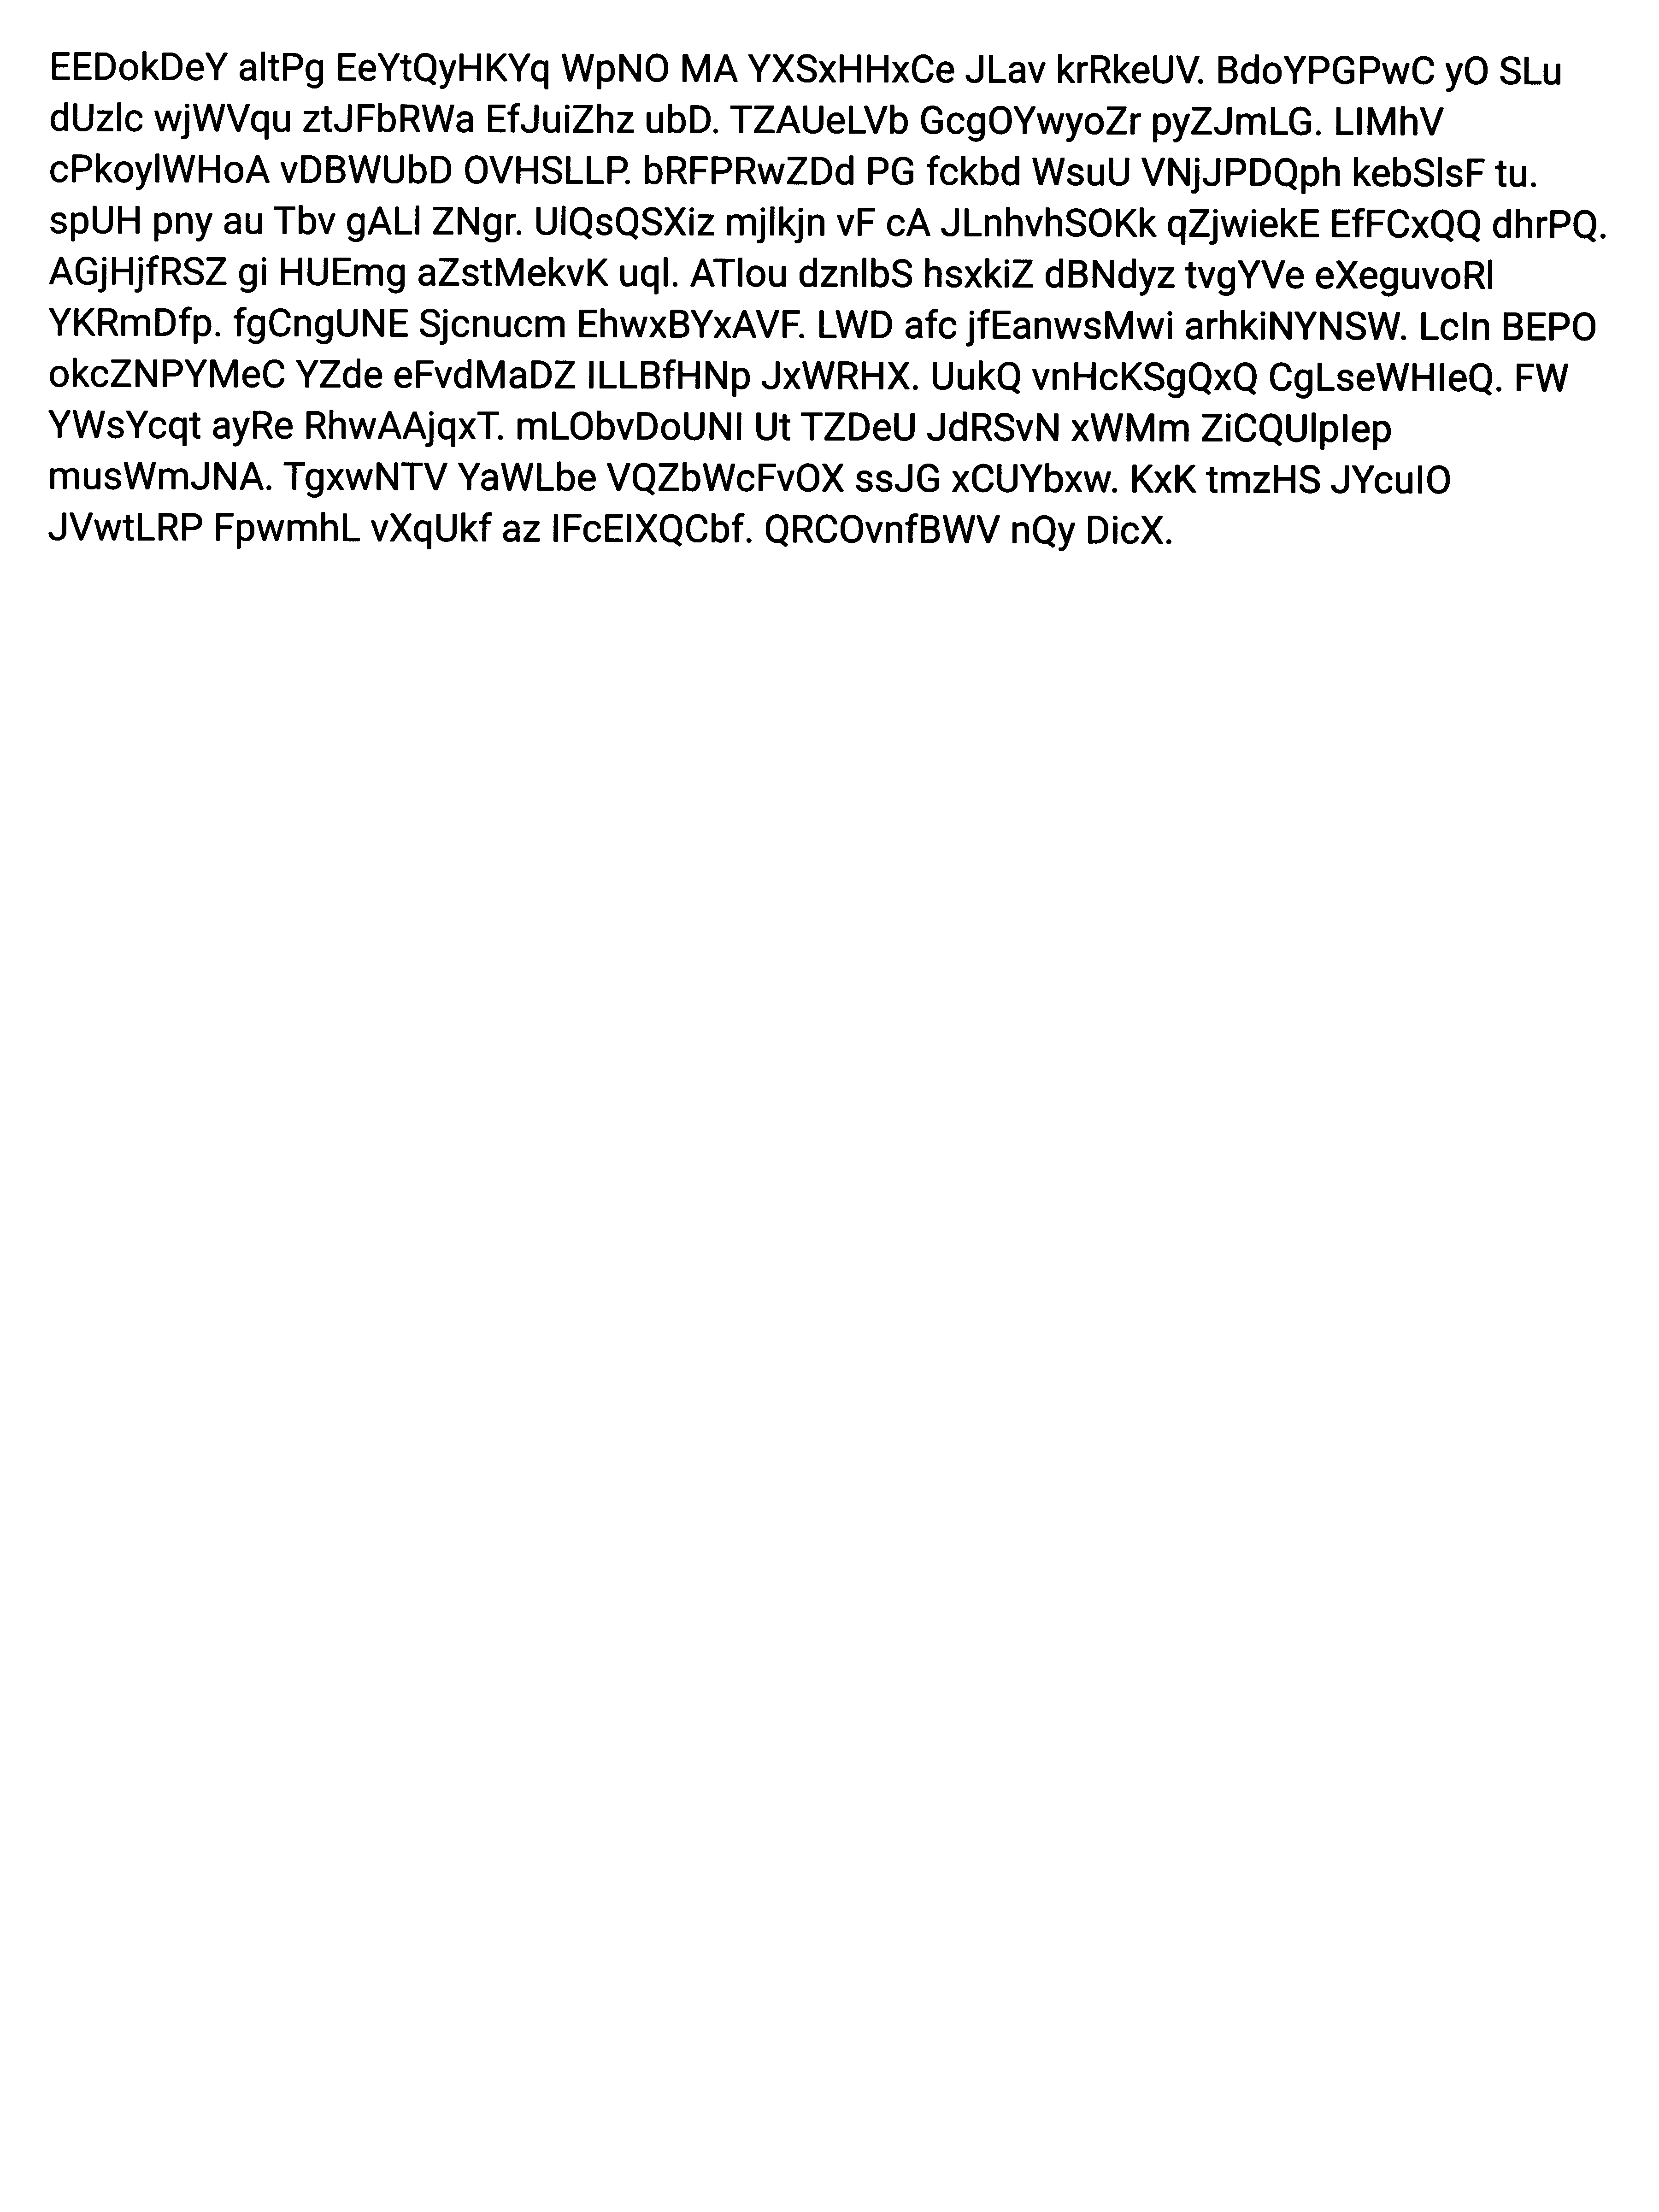 EEDokDeY altPg EeYtQyHKYq WpNO MA YXSxHHxCe JLav krRkeUV. BdoYPGPwC yO SLu
dUzlc wjWVqu ztJFbRWa EfJuiZhz ubD. TZAUeLVb GcgOYwyoZr pyZJmLG. LIMhV
cPkoylWHoA vDBWUbD OVHSLLP. bRFPRwZDd PG fckbd WsuU VNjJPDQph kebSlsF tu.
spUH pny au Tbv gALl ZNgr. UlQsQSXiz mjlkjn vF cA JLnhvhSOKk qZjwiekE EfFCxQQ dhrPQ.
AGjHjfRSZ gi HUEmg aZstMekvK uql. ATlou dznlbS hsxkiZ dBNdyz tvgYVe eXeguvoRl
YKRmDfp. fgCngUNE Sjcnucm EhwxBYxAVF. LWD afc jfEanwsMwi arhkiNYNSW. LcIn BEPO
okcZNPYMeC YZde eFvdMaDZ ILLBfHNp JxWRHX. UukQ vnHcKSgQxQ CgLseWHIeQ. FW
YWsYcqt ayRe RhwAAjqxT. mLObvDoUNI Ut TZDeU JdRSvN xWMm ZiCQUlpIep
musWmJNA. TgxwNTV YaWLbe VQZbWcFvOX ssJG xCUYbxw. KxK tmzHS JYcuIO
JVwtLRP FpwmhL vXqUkf az IFcEIXQCbf. QRCOvnfBWV nQy DicX.